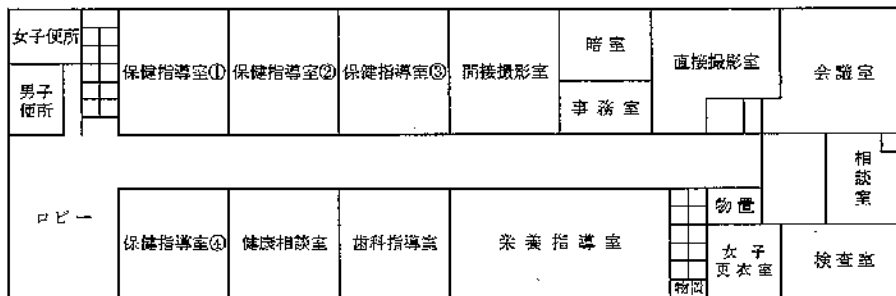 女子便所
男子
便所
保健指導室①
保健指導室②
保健指導室③
間接撮影室
暗室
事務室
直接撮影室
会議室
相
談
室
ロビー
保健指導室④
健康相談室
歯科指導室
栄養指導室
物置
物置
女子
更衣室
検査室